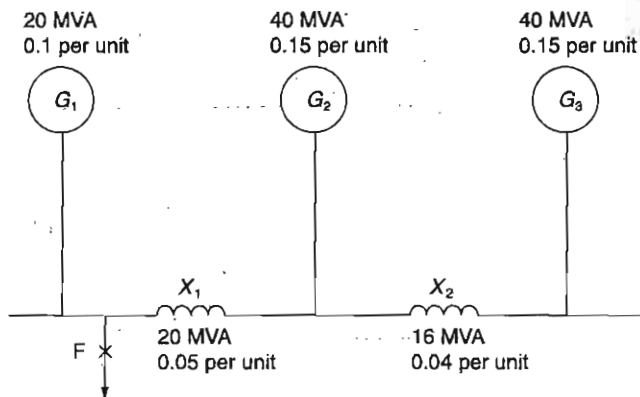 20 MVA
0.1 per unit
40 MVA
0.15 per unit
40 MVA
0.15 per unit
G₁
G₂
G₃
X₁
X₂
20 MVA
0.05 per unit
16 MVA
0.04 per unit
F